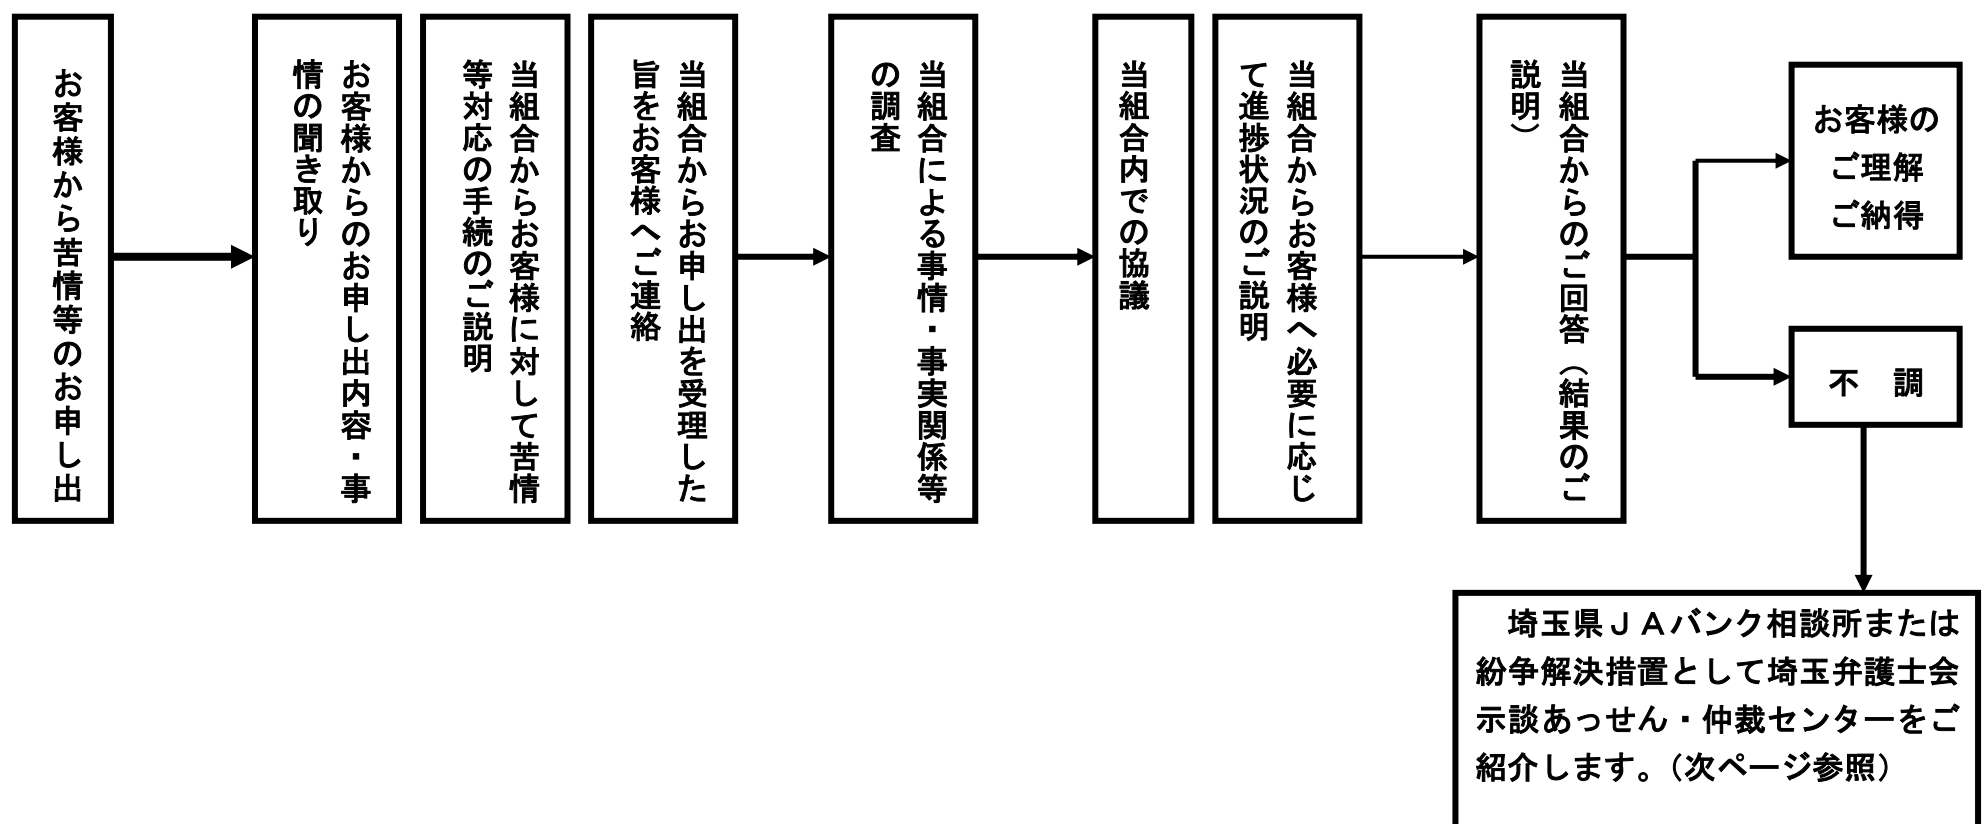 お客様から苦情等のお申し出
お客様からのお申し出内容・事
情の聞き取り
当組合からお客様に対して苦情
等対応の手続のご説明
当組合からお申し出を受理した
旨をお客様へご連絡
当組合による事情・事実関係等
の調査
当組合内での協議
当組合からお客様へ必要に応じ
て進捗状況のご説明
当組合からのご回答（結果のご
説明）
お客様の
ご理解
ご納得
不　調
埼玉県ＪＡバンク相談所または
紛争解決措置として埼玉弁護士会
示談あっせん・仲裁センターをご
紹介します。（次ページ参照）